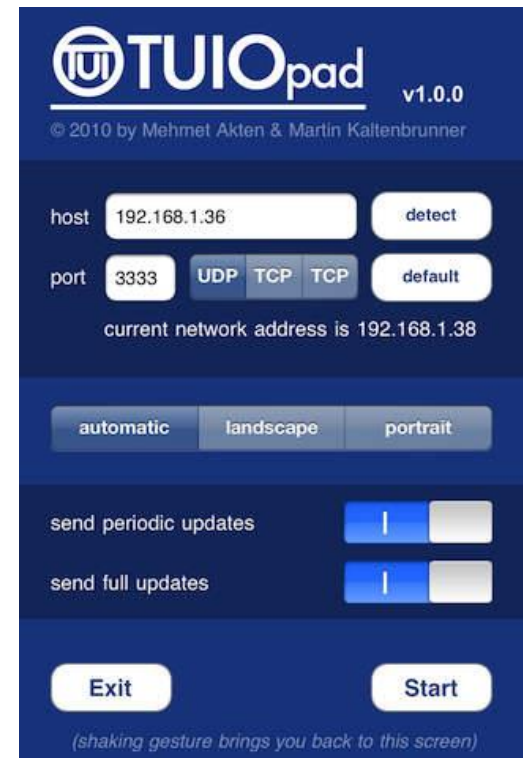 TUI TUIOpad v1.0.0
© 2010 by Mehmet Akten & Martin Kaltenbrunner
host 192.168.1.36 detect
port 3333 UDP TCP TCP default
current network address is 192.168.1.38
automatic landscape portrait
send periodic updates
send full updates
Exit Start
(shaking gesture brings you back to this screen)